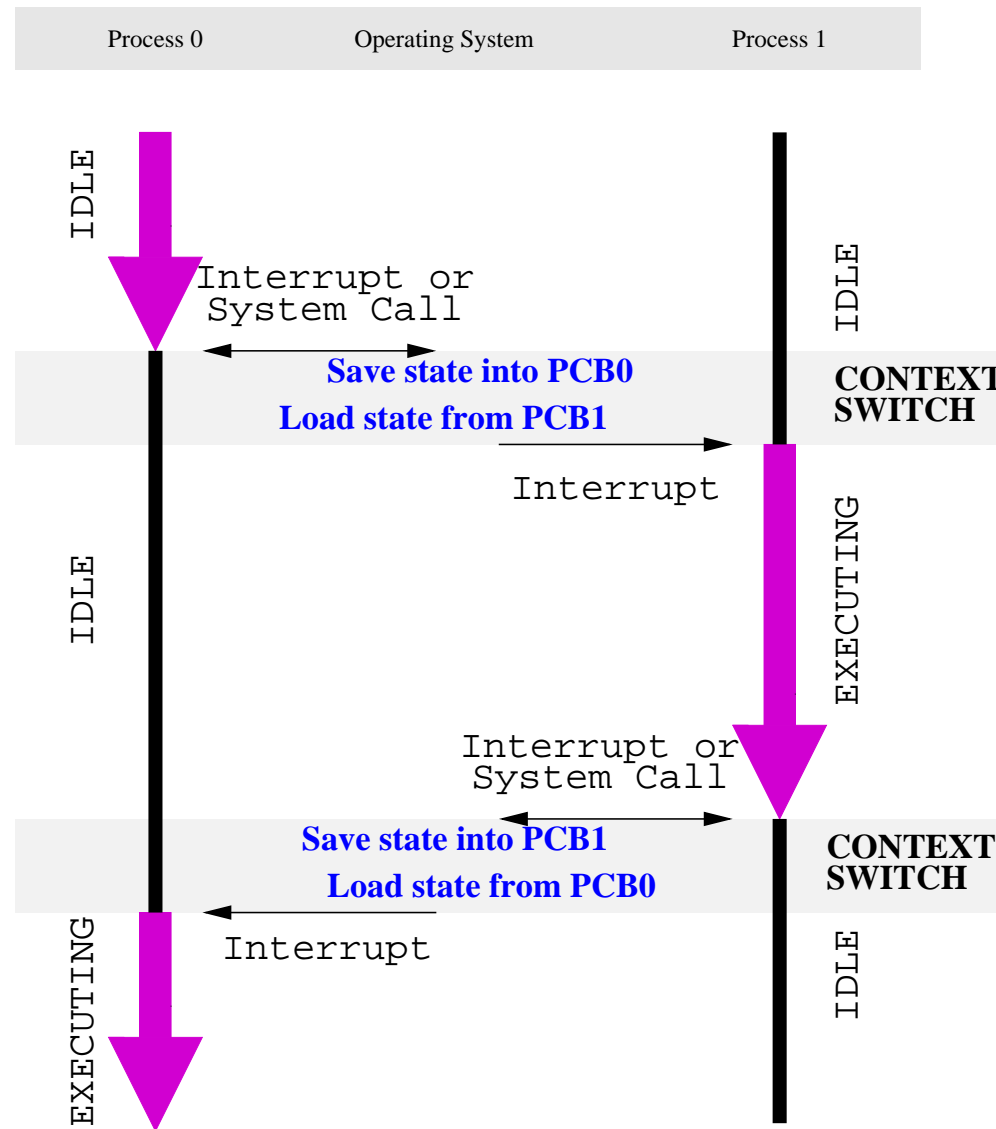 Process 0 Operating System Process 1
IDLE
IDLE
Interrupt or
System Call
Save state into PCB0
Load state from PCB1
CONTEXT
SWITCH
Interrupt
IDLE
EXECUTING
Interrupt or
System Call
Save state into PCB1
Load state from PCB0
CONTEXT
SWITCH
Interrupt
EXECUTING
IDLE